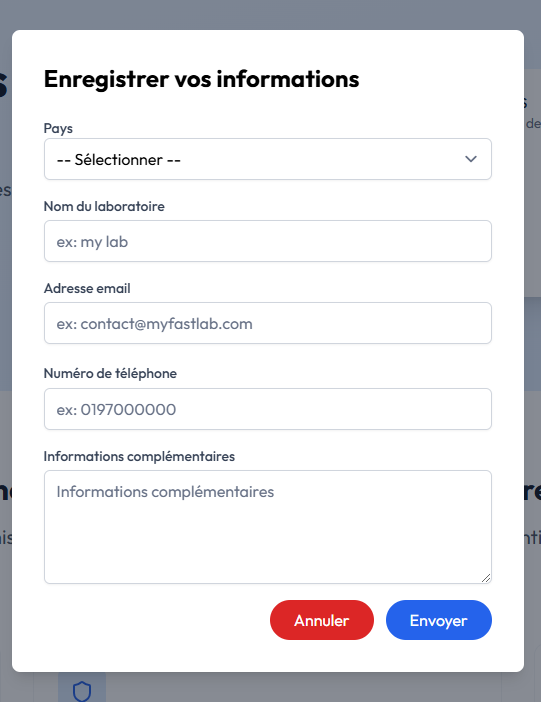 Enregistrer vos informations
Pays
-- Sélectionner --
Nom du laboratoire
ex: my lab
Adresse email
ex: contact@myfastlab.com
Numéro de téléphone
ex: 0197000000
Informations complémentaires
Informations complémentaires
Annuler
Envoyer